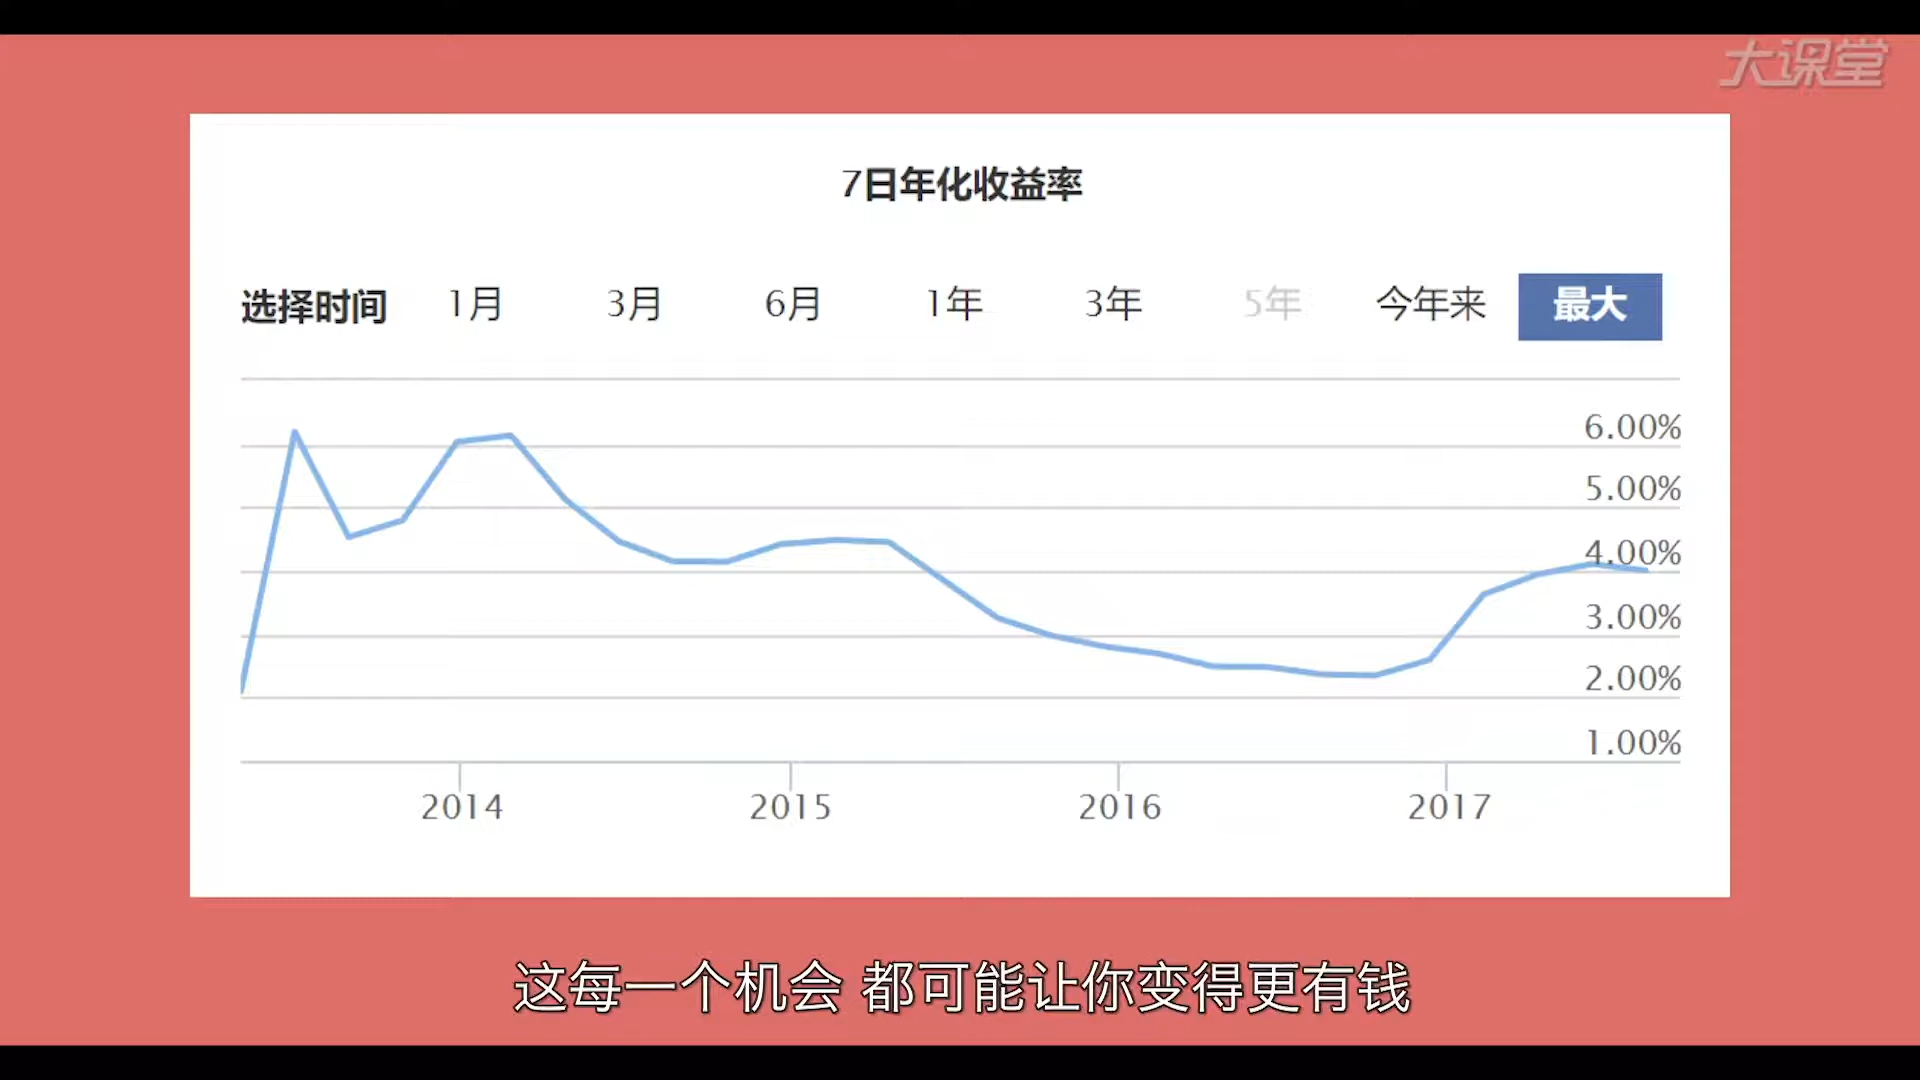 大课堂
7日年化收益率
选择时间 1月 3月 6月 1年 3年 5年 今年来 最大
6.00%
5.00%
4.00%
3.00%
2.00%
1.00%
2014 2015 2016 2017
这每一个机会 都可能让你变得更有钱